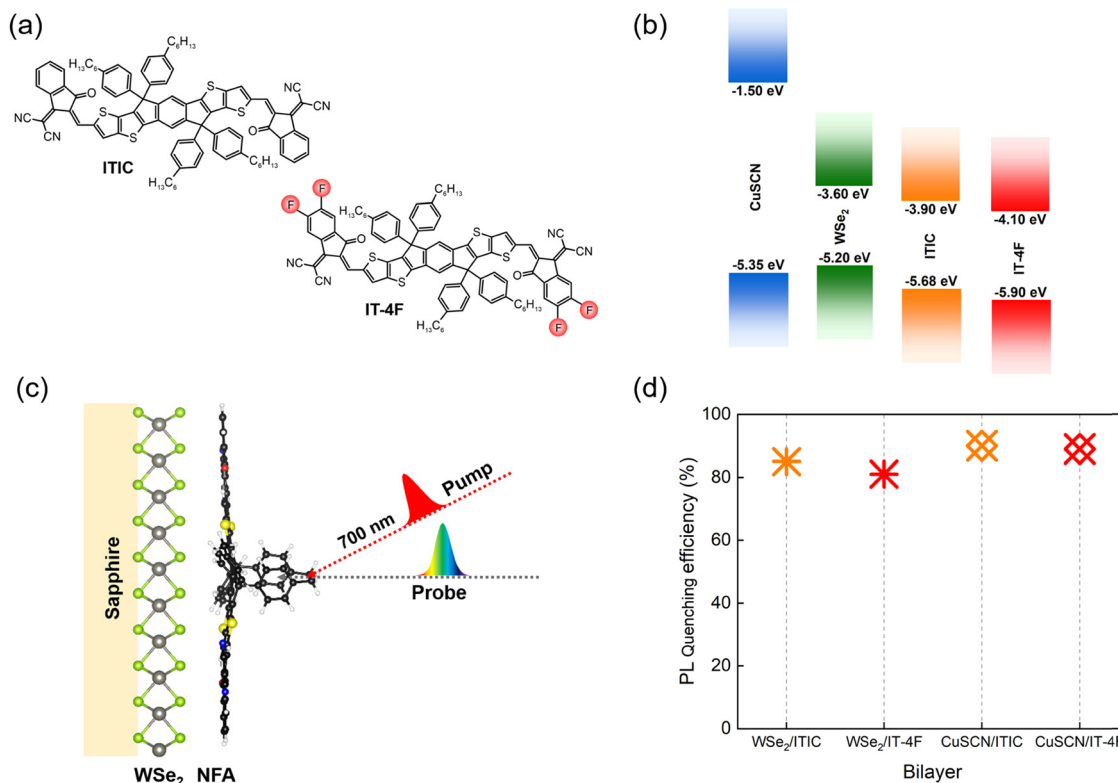 (a)
H₁₃C₆
C₆H₁₃
O
S
S
NC
CN
CN
CN
S
S
O
H₁₃C₆
C₆H₁₃
ITIC
F
F
H₁₃C₆
C₆H₁₃
O
S
S
NC
CN
CN
CN
S
S
O
H₁₃C₆
C₆H₁₃
F
F
IT-4F
(b)
-1.50 eV
CuSCN
-5.35 eV
-3.60 eV
WSe₂
-5.20 eV
-3.90 eV
ITIC
-5.68 eV
-4.10 eV
IT-4F
-5.90 eV
(c)
Sapphire
700 nm
Pump
Probe
WSe₂ NFA
(d)
PL Quenching efficiency (%)
100
80
60
40
20
0
WSe₂/ITIC
WSe₂/IT-4F
CuSCN/ITIC
CuSCN/IT-4F
Bilayer